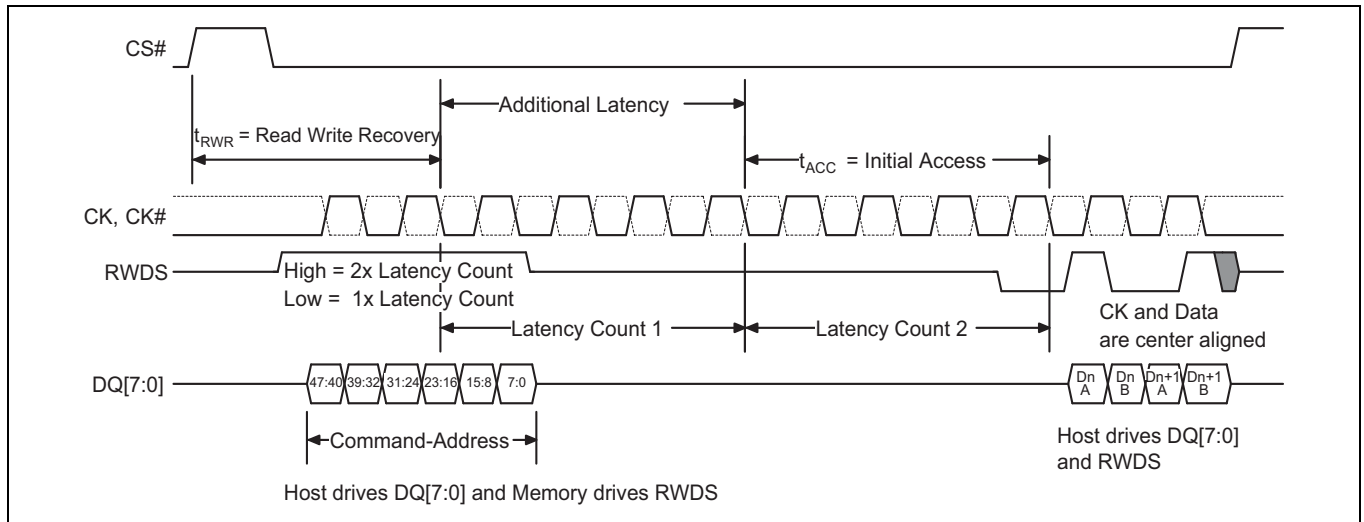 CS#
Additional Latency
tRWR = Read Write Recovery
tACC = Initial Access
CK, CK#
RWDS
High = 2x Latency Count
Low = 1x Latency Count
CK and Data
are center aligned
Latency Count 1
Latency Count 2
DQ[7:0]
47:40 39:32 31:24 23:16 15:8 7:0
Dn A
Dn B
Dn+1 A
Dn+1 B
Command-Address
Host drives DQ[7:0]
and RWDS
Host drives DQ[7:0] and Memory drives RWDS